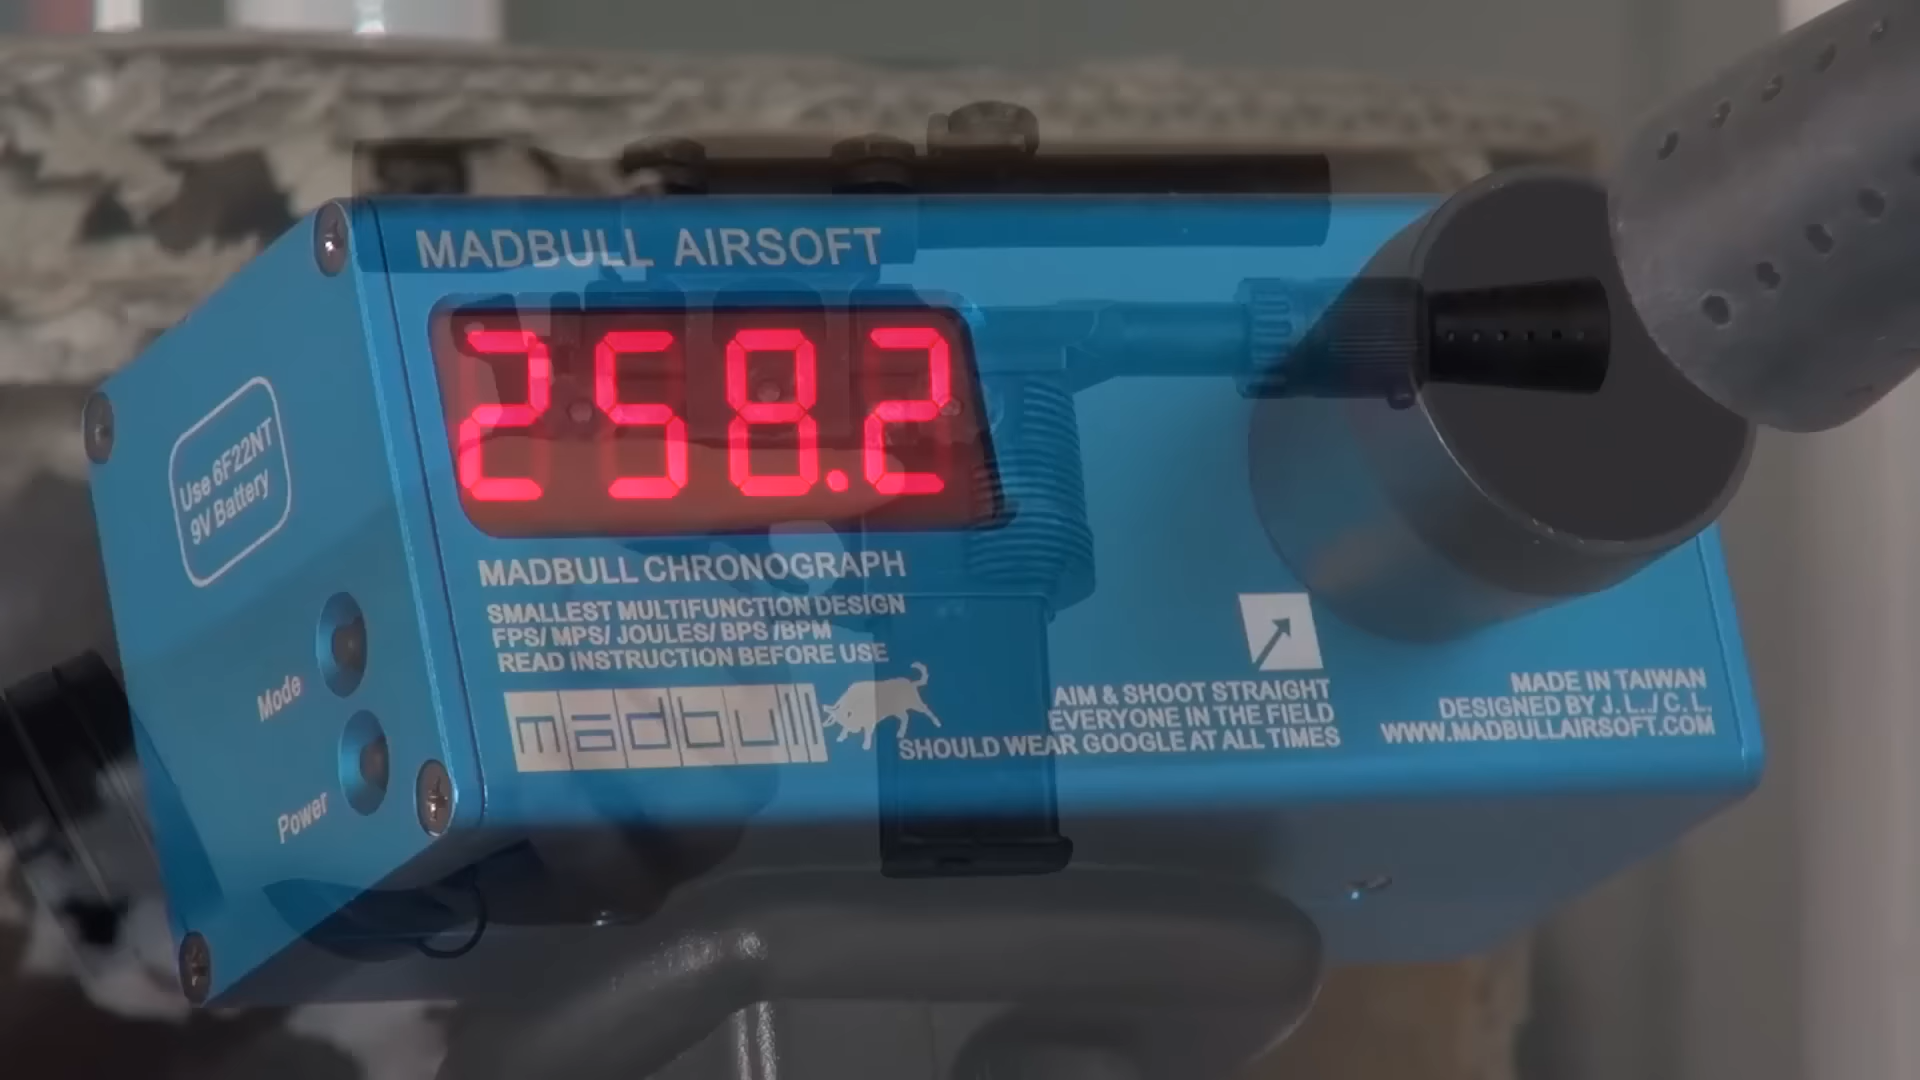 MADBULL AIRSOFT
258.2
Use 6F22NT
9V Battery
MADBULL CHRONOGRAPH
SMALLEST MULTIFUNCTION DESIGN
FPS/ MPS/ JOULES/ BPS /BPM
READ INSTRUCTION BEFORE USE
madbull
Mode
Power
AIM & SHOOT STRAIGHT
EVERYONE IN THE FIELD
SHOULD WEAR GOOGLE AT ALL TIMES
MADE IN TAIWAN
DESIGNED BY J.L./ C.L.
WWW.MADBULLAIRSOFT.COM